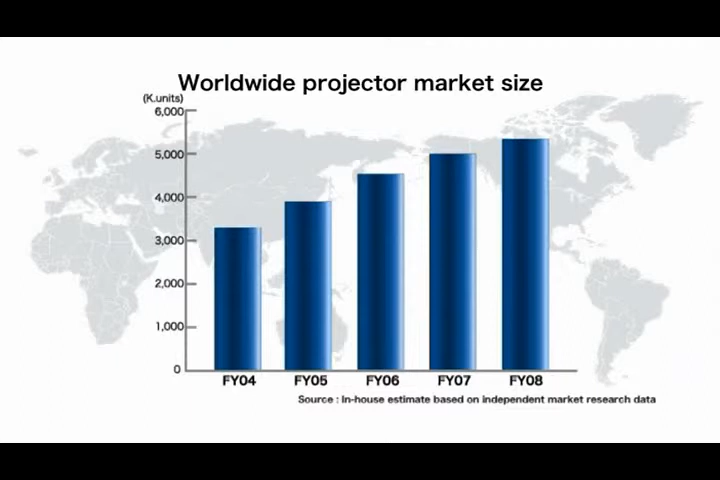 Worldwide projector market size
(K.units)
6,000
5,000
4,000
3,000
2,000
1,000
0
FY04 FY05 FY06 FY07 FY08
Source : In-house estimate based on independent market research data